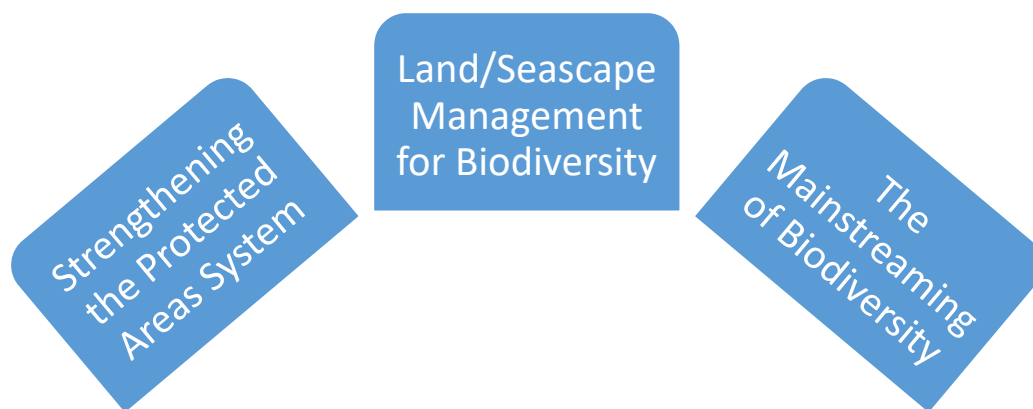 Strengthening
the Protected
Areas System
Land/Seascape
Management
for Biodiversity
The
Mainstreaming
of Biodiversity